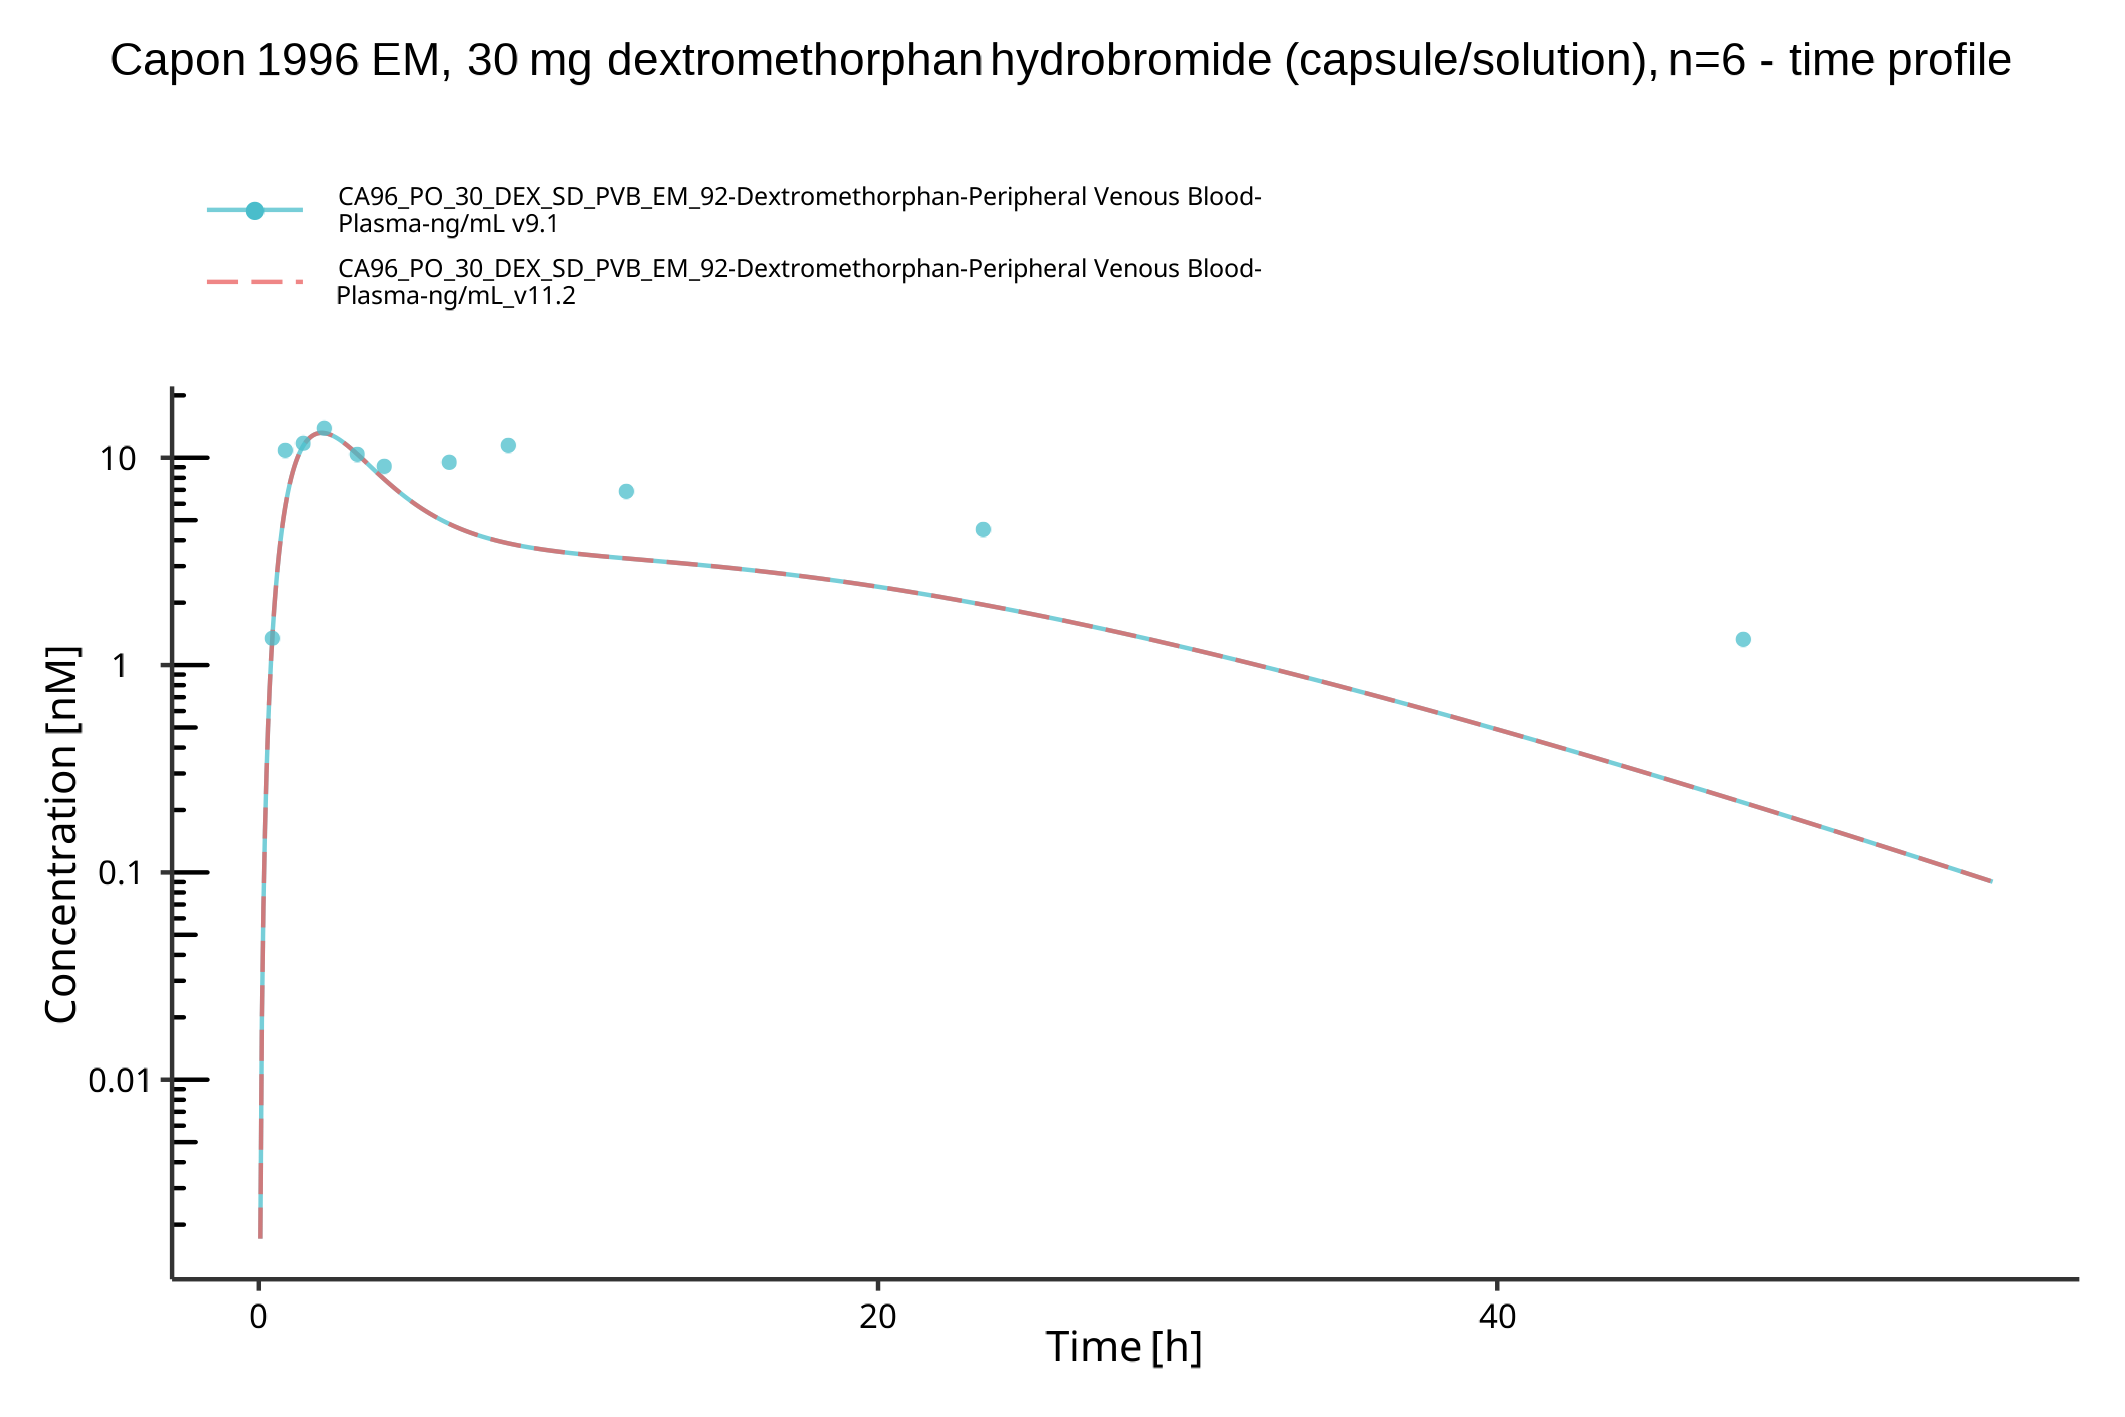 Capon 1996 EM, 30 mg dextromethorphan hydrobromide (capsule/solution), n=6 - time profile
CA96_PO_30_DEX_SD_PVB_EM_92-Dextromethorphan-Peripheral Venous Blood-
Plasma-ng/mL v9.1
CA96_PO_30_DEX_SD_PVB_EM_92-Dextromethorphan-Peripheral Venous Blood-
Plasma-ng/mL_v11.2
Concentration [nM]
10
1
0.1
0.01
0
20
40
Time [h]